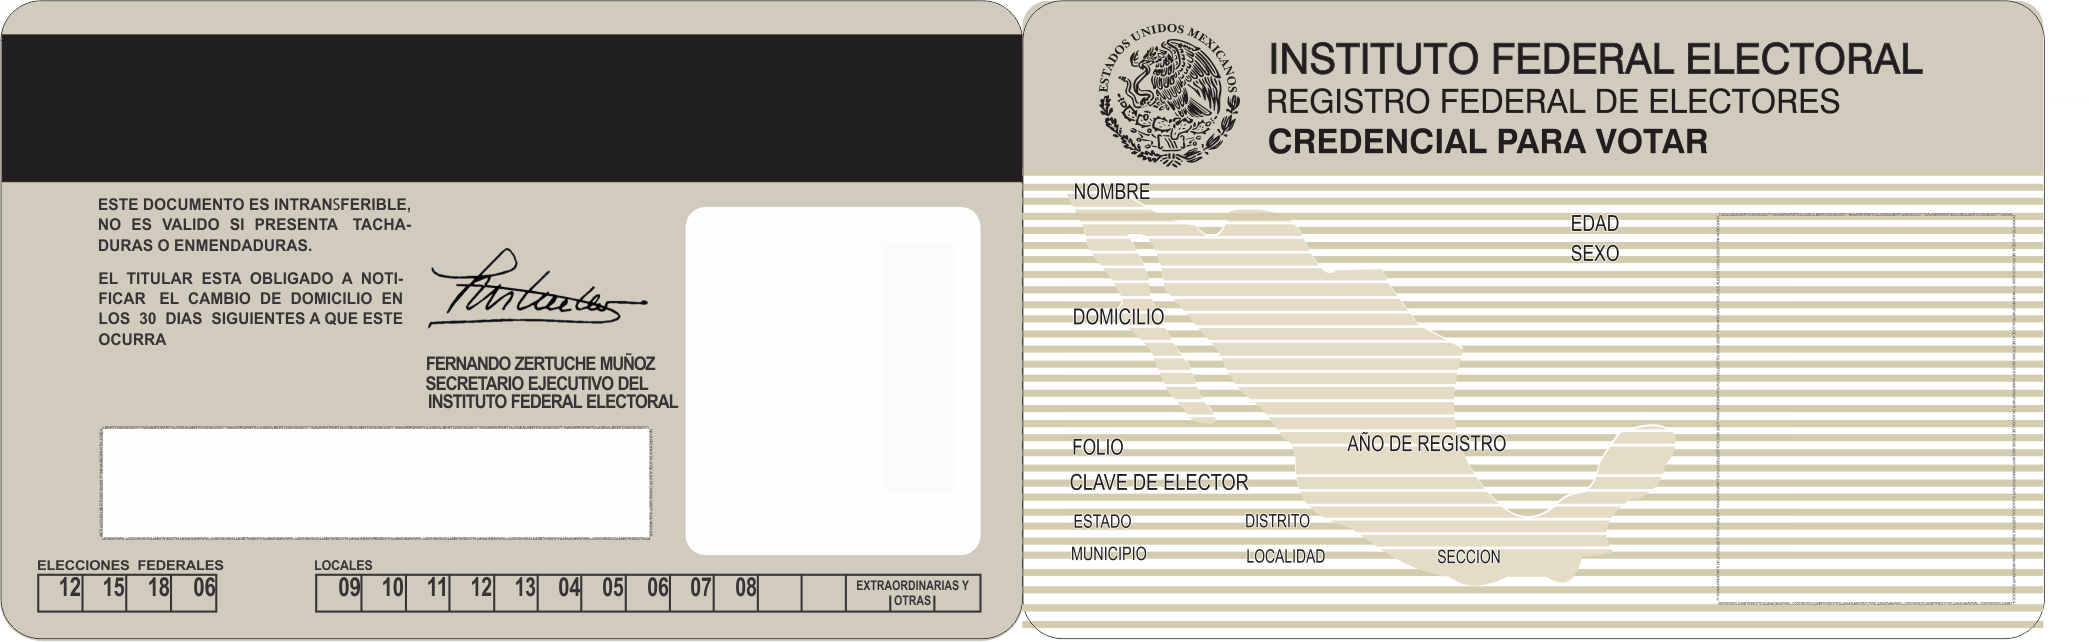 ESTE DOCUMENTO ES INTRANSFERIBLE,
NO ES VALIDO SI PRESENTA TACHA-
DURAS O ENMENDADURAS.
EL TITULAR ESTA OBLIGADO A NOTI-
FICAR EL CAMBIO DE DOMICILIO EN
LOS 30 DIAS SIGUIENTES A QUE ESTE
OCURRA
FERNANDO ZERTUCHE MUÑOZ
SECRETARIO EJECUTIVO DEL
INSTITUTO FEDERAL ELECTORAL
ELECCIONES FEDERALES
12 15 18 06
LOCALES
09 10 11 12 13 04 05 06 07 08
EXTRAORDINARIAS Y
OTRAS
ESTADOS UNIDOS MEXICANOS
INSTITUTO FEDERAL ELECTORAL
REGISTRO FEDERAL DE ELECTORES
CREDENCIAL PARA VOTAR
NOMBRE
EDAD
SEXO
DOMICILIO
FOLIO
AÑO DE REGISTRO
CLAVE DE ELECTOR
ESTADO
DISTRITO
MUNICIPIO
LOCALIDAD
SECCION